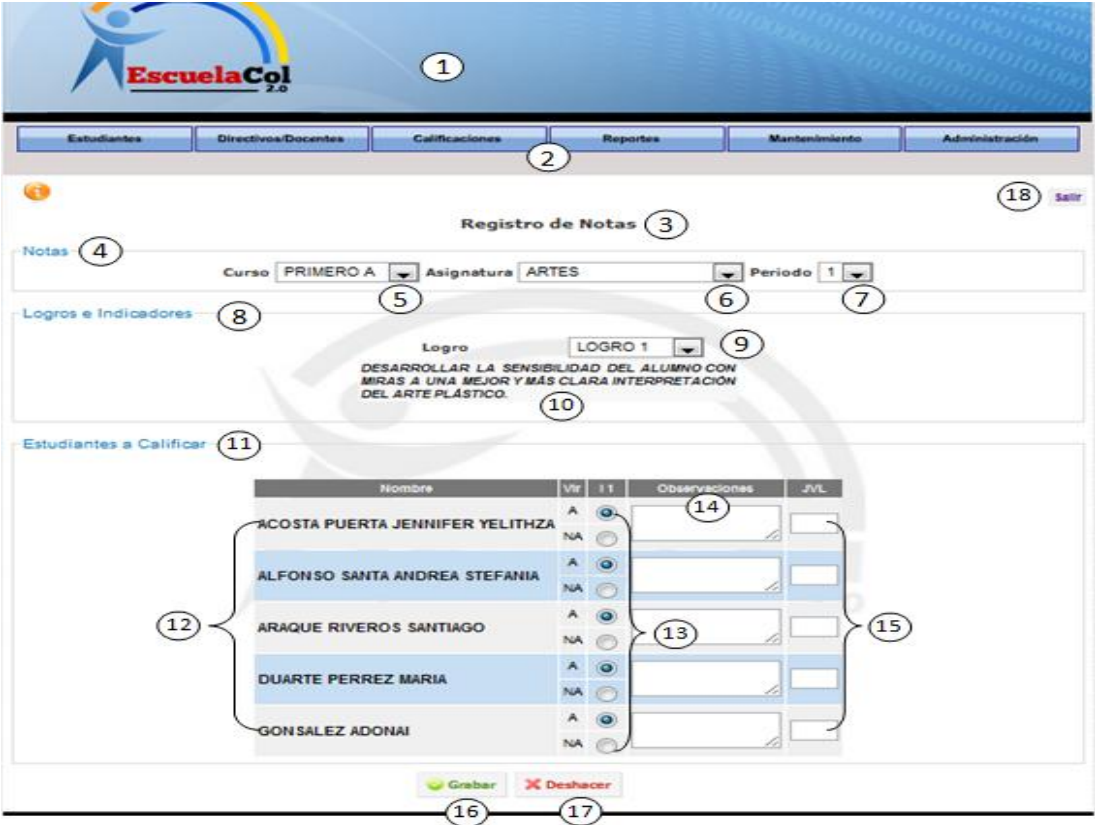 EscuelaCol
2.0
1
Estudiantes Directivos/Docentes Calificaciones Reportes Mantenimiento Administración
2
18 Salir
Registro de Notas 3
Notas 4
Curso PRIMERO A Asignatura ARTES Periodo 1
5 6 7
Logros e Indicadores 8
Logro LOGRO 1 9
DESARROLLAR LA SENSIBILIDAD DEL ALUMNO CON
MIRAS A UNA MEJOR Y MÁS CLARA INTERPRETACIÓN
DEL ARTE PLÁSTICO.
10
Estudiantes a Calificar 11
Nombre Vlr I 1 Observaciones JVL
14
ACOSTA PUERTA JENNIFER YELITHZA A
NA
ALFONSO SANTA ANDREA STEFANIA A
NA
12 ARAQUE RIVEROS SANTIAGO A 13 15
NA
DUARTE PERREZ MARIA A
NA
GONSALEZ ADONAI A
NA
Grabar Deshacer
16 17